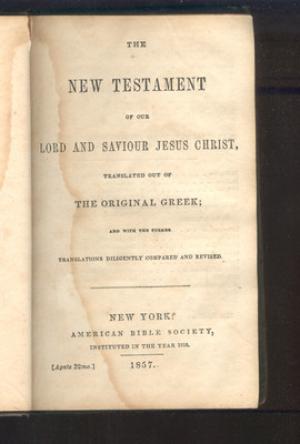 THE
NEW TESTAMENT
OF OUR
LORD AND SAVIOUR JESUS CHRIST,
TRANSLATED OUT OF
THE ORIGINAL GREEK;
AND WITH THE FORMER
TRANSLATIONS DILIGENTLY COMPARED AND REVISED.
NEW YORK:
AMERICAN BIBLE SOCIETY,
INSTITUTED IN THE YEAR 1816.
[Agate 32mo.]
1857.